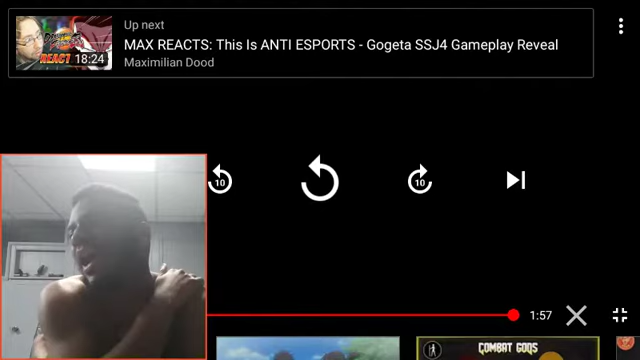 Up next
MAX REACTS: This Is ANTI ESPORTS - Gogeta SSJ4 Gameplay Reveal
Maximilian Dood
REACT
18:24
10
10
1:57
COMBAT GODS